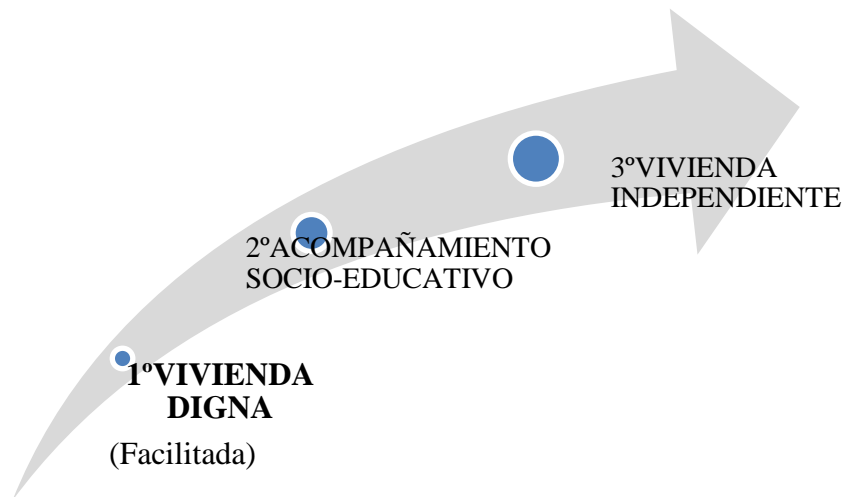 3ºVIVIENDA
INDEPENDIENTE
2ºACOMPAÑAMIENTO
SOCIO-EDUCATIVO
1ºVIVIENDA
DIGNA
(Facilitada)